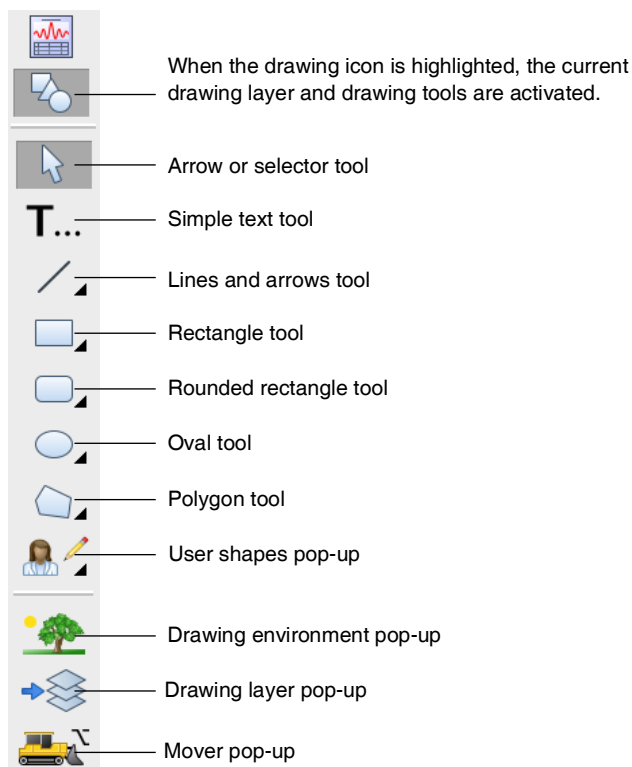 When the drawing icon is highlighted, the current
drawing layer and drawing tools are activated.
Arrow or selector tool
T...
Simple text tool
Lines and arrows tool
Rectangle tool
Rounded rectangle tool
Oval tool
Polygon tool
User shapes pop-up
Drawing environment pop-up
Drawing layer pop-up
Mover pop-up